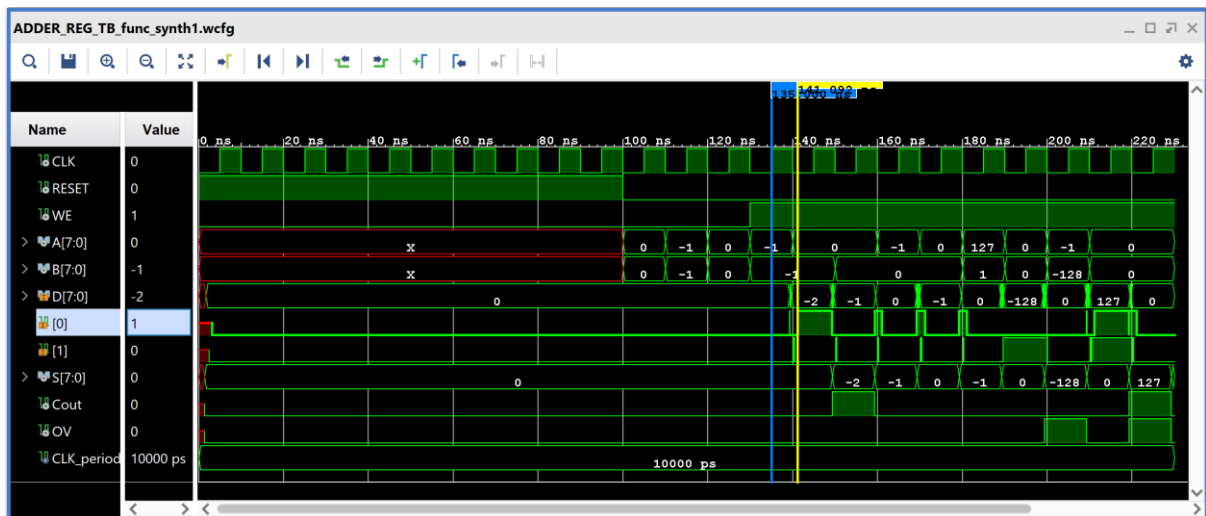 ADDER_REG_TB_func_synth1.wcfg
Name Value
0 ns 20 ns 40 ns 60 ns 80 ns 100 ns 120 ns 140 ns 160 ns 180 ns 200 ns 220 ns
CLK 0
RESET 0
WE 1
A[7:0] 0 X 0 -1 0 -1 0 -1 0 127 0 -1 0
B[7:0] -1 X 0 -1 0 -1 0 1 0 -128 0
D[7:0] -2 0 -2 -1 0 -1 0 -128 0 127 0
[0] 1
[1] 0
S[7:0] 0 0 -2 -1 0 -1 0 -128 0 127
Cout 0
OV 0
CLK_period 10000 ps 10000 ps